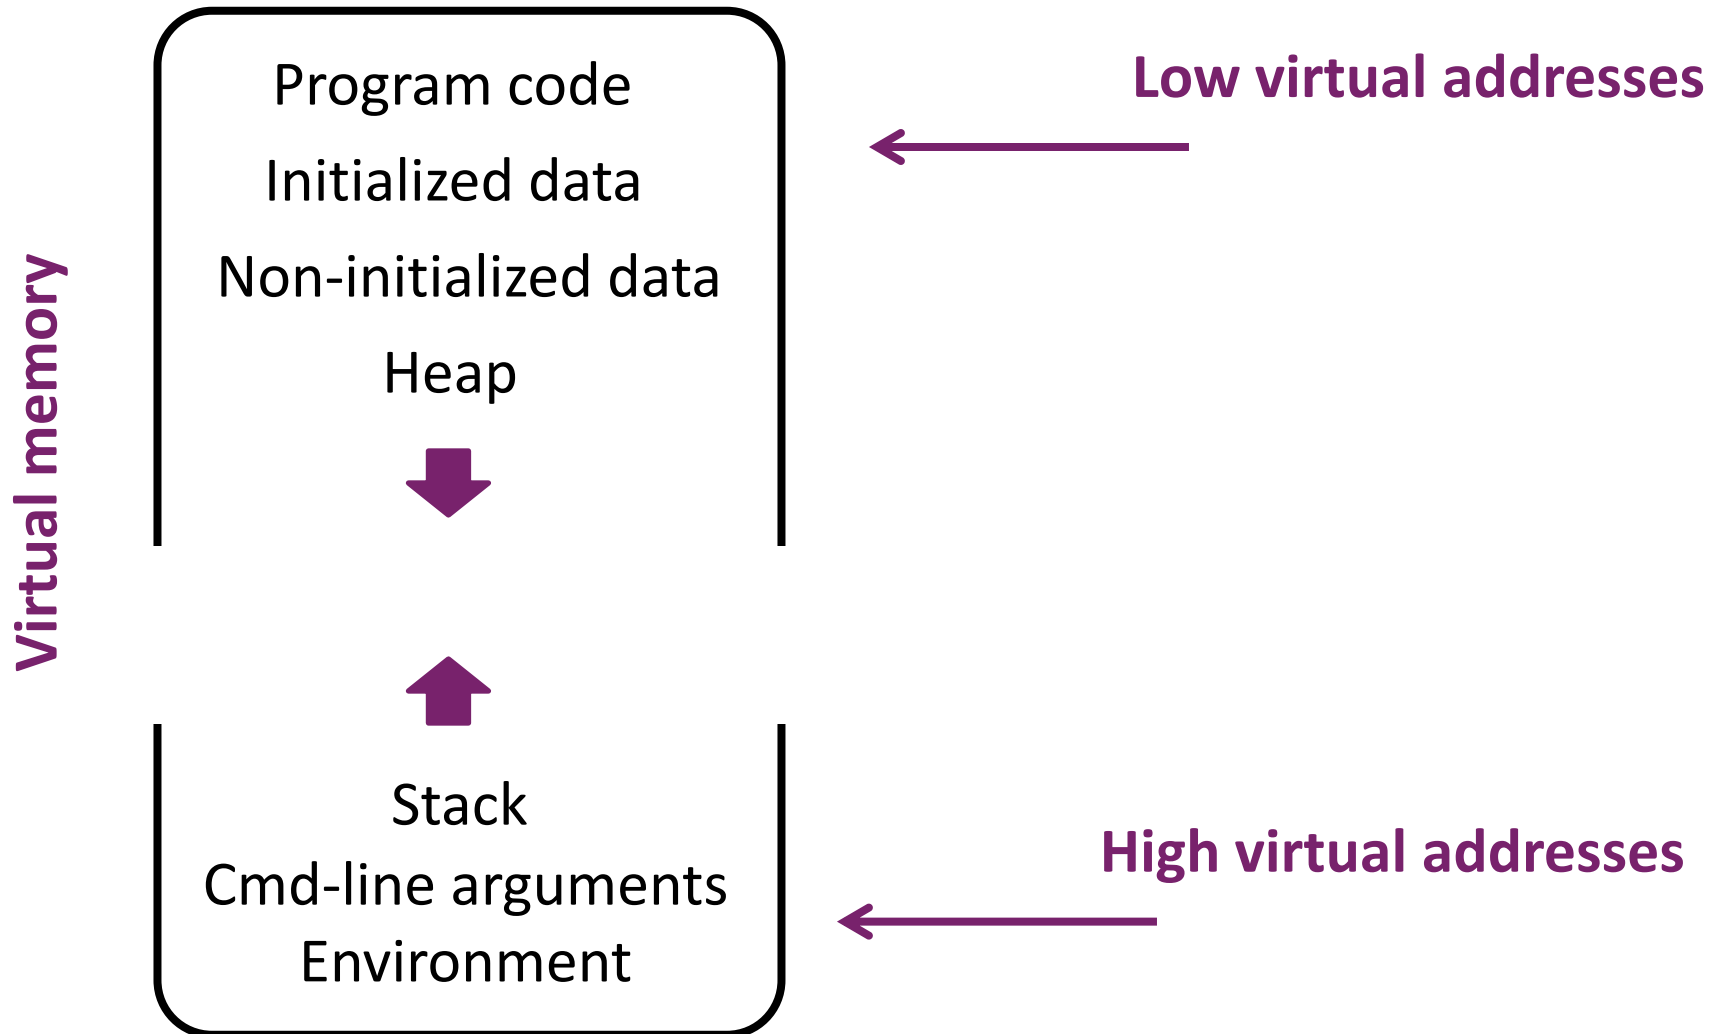 Program code
Low virtual addresses
Initialized data
Non-initialized data
Heap
Virtual memory
Stack
High virtual addresses
Cmd-line arguments
Environment